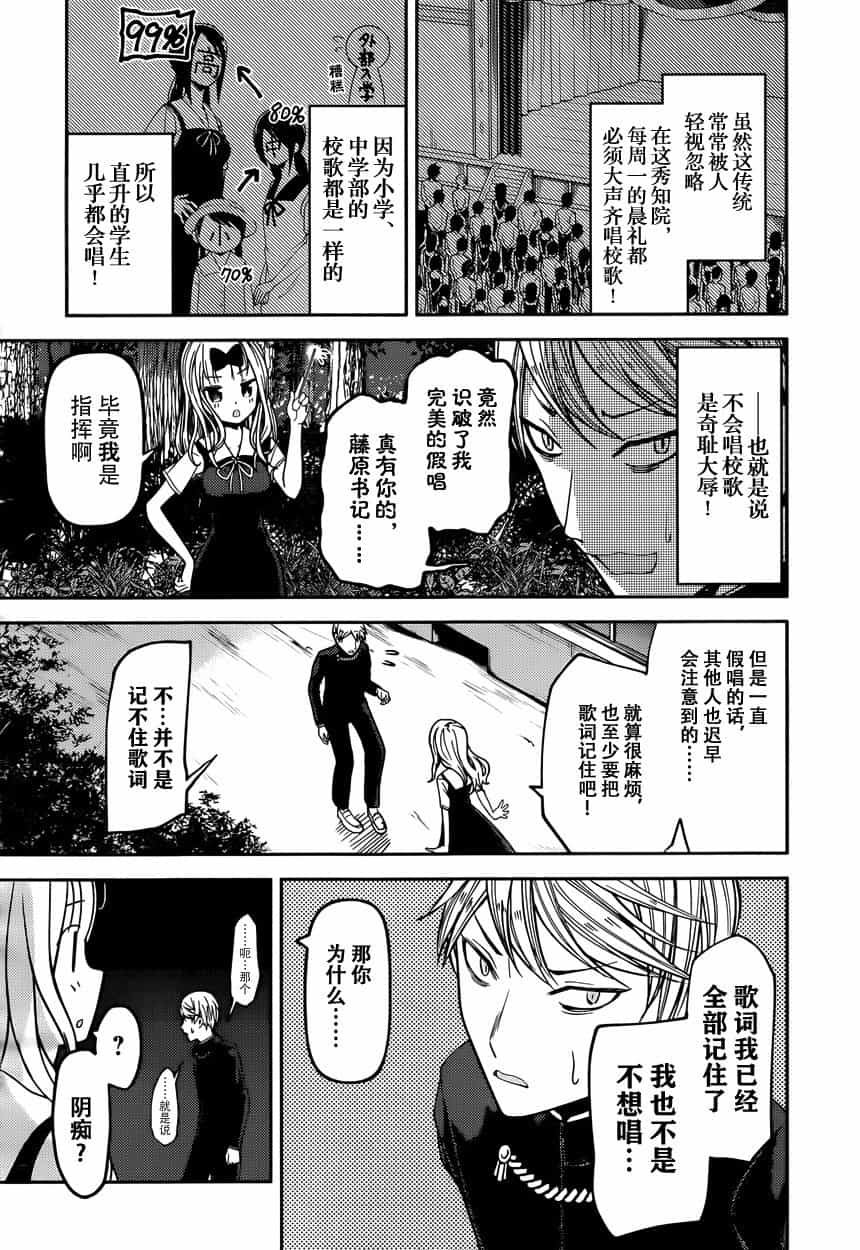 虽然这传统
常常被人
轻视忽略
在这秀知院，
每周一的晨礼都
必须大声齐唱校歌！
因为小学、
中学部的
校歌都是一样的
外部入学
糟糕
99%
高
80%
中
小
70%
所以
直升的学生
几乎都会唱！
——也就是说
不会唱校歌
是奇耻大辱！
竟然
识破了我
完美的假唱
真有你的，
藤原书记……
毕竟我是
指挥啊
但是一直
假唱的话，
其他人也迟早
会注意到的……
就算很麻烦，
也至少要把
歌词记住吧！
不…并不是
记不住歌词
歌词我已经
全部记住了
我也不是
不想唱…
那你
为什么……
……呃…那个
……就是说
？
阴痴？